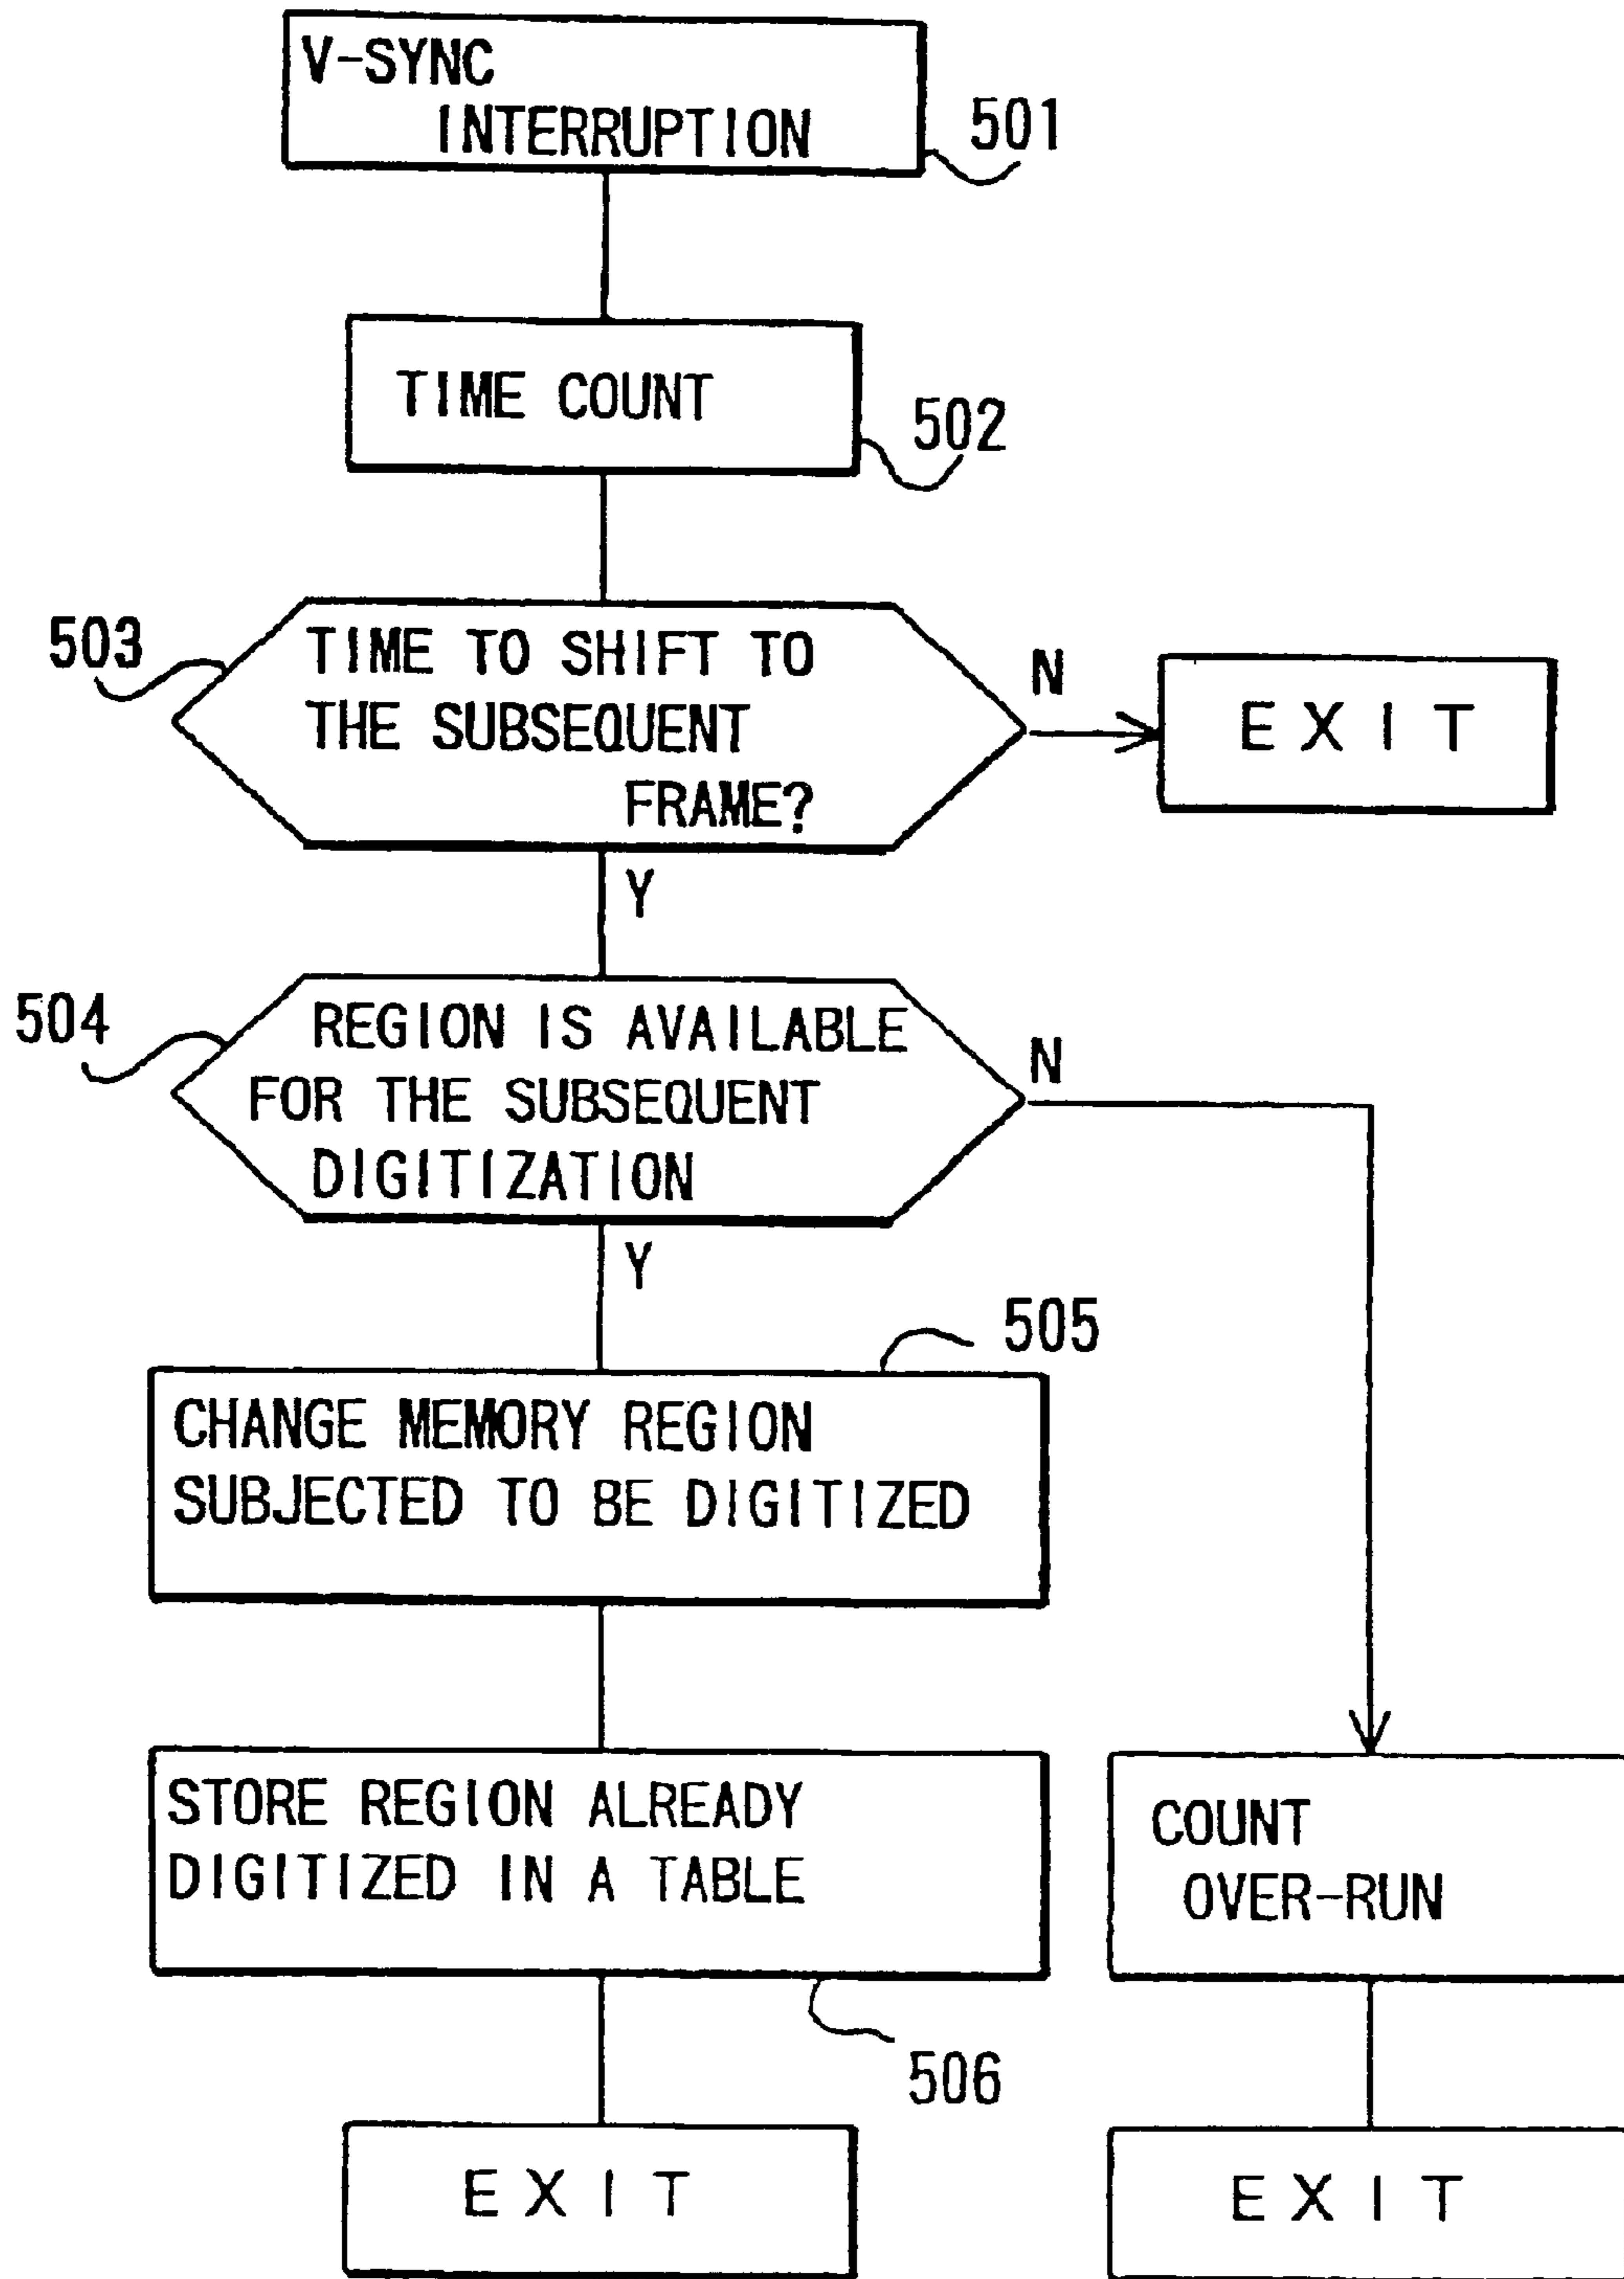 V-SYNC
INTERRUPTION
501
TIME COUNT
502
503
TIME TO SHIFT TO
THE SUBSEQUENT
FRAME?
N
EXIT
Y
504
REGION IS AVAILABLE
FOR THE SUBSEQUENT
DIGITIZATION
N
Y
505
CHANGE MEMORY REGION
SUBJECTED TO BE DIGITIZED
STORE REGION ALREADY
DIGITIZED IN A TABLE
506
COUNT
OVER-RUN
EXIT
EXIT